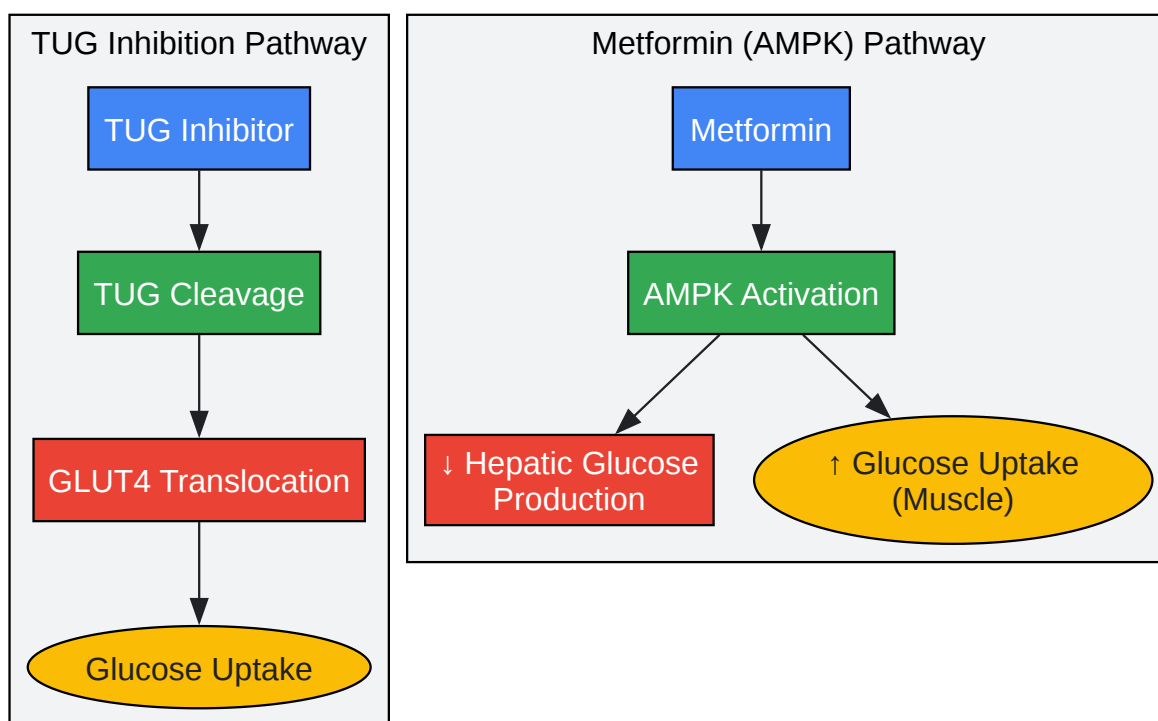 TUG Inhibition Pathway
TUG Inhibitor
TUG Cleavage
GLUT4 Translocation
Glucose Uptake
Metformin (AMPK) Pathway
Metformin
AMPK Activation
↓ Hepatic Glucose
Production
↑ Glucose Uptake
(Muscle)